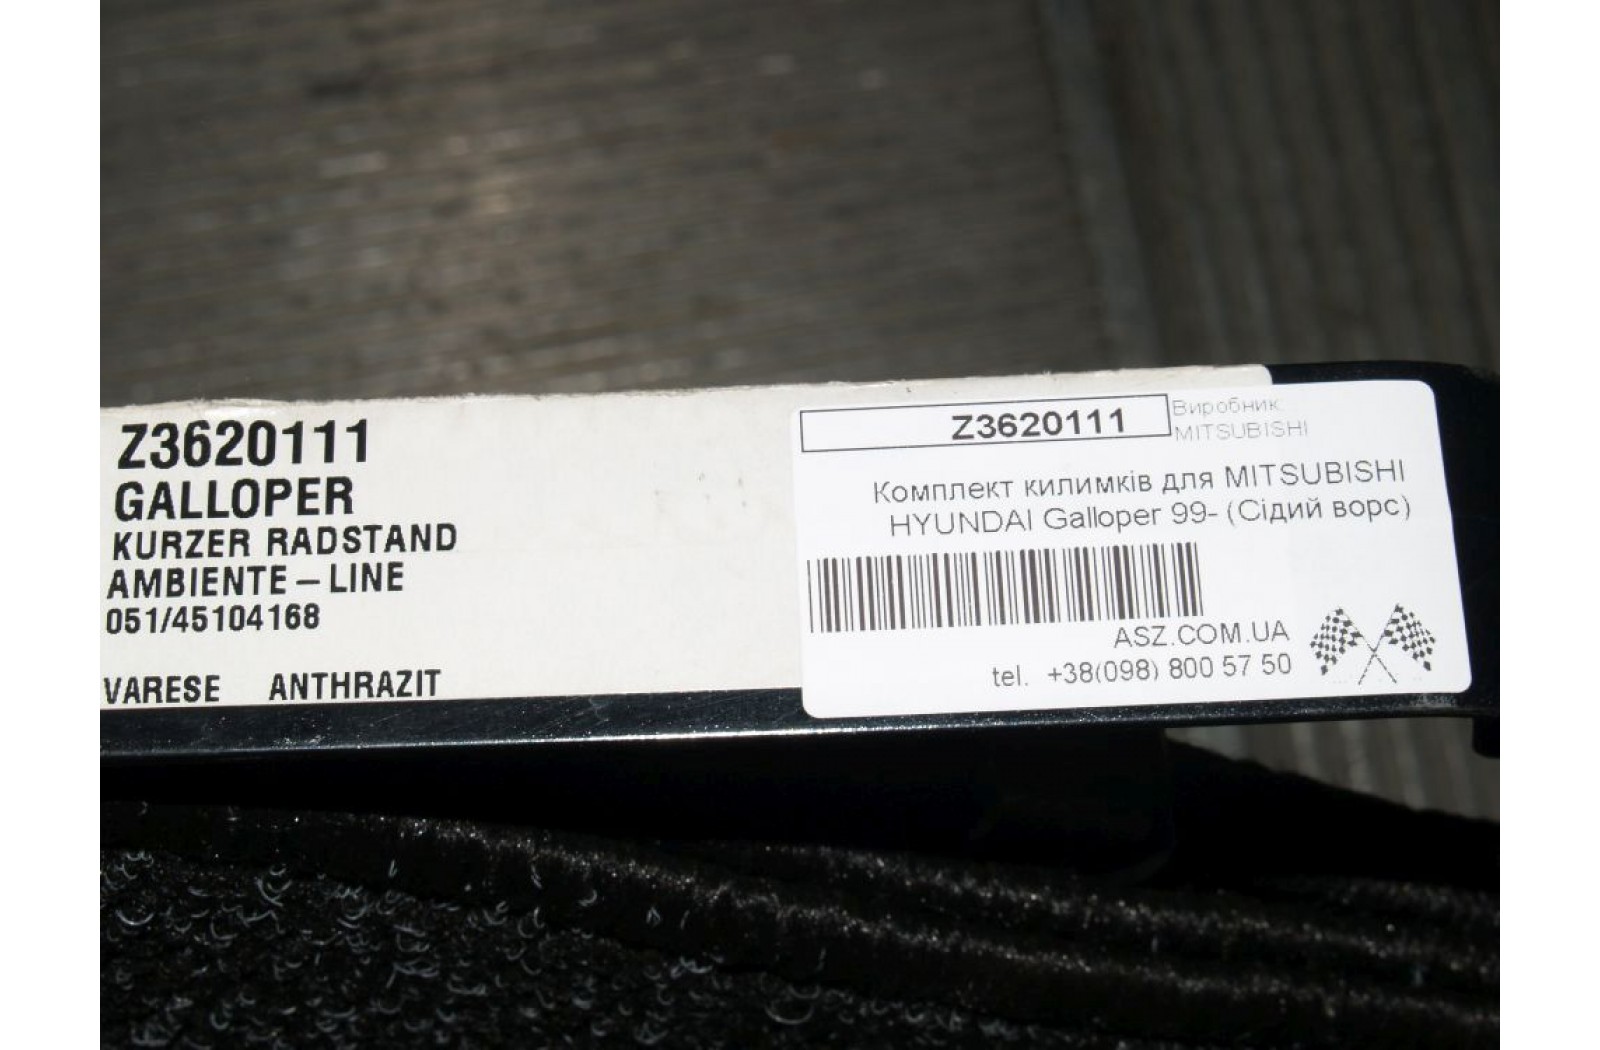 Z3620111
GALLOPER
KURZER RADSTAND
AMBIENTE – LINE
051/45104168
VARESE ANTHRAZIT
Z3620111
Виробник
MITSUBISHI
Комплект килимків для MITSUBISHI
HYUNDAI Galloper 99- (Сідий ворс)
ASZ.COM.UA
tel. +38(098) 800 57 50